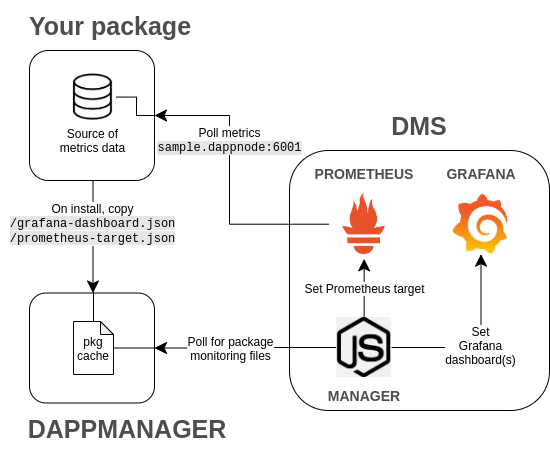 Your package
Source of
metrics data
Poll metrics
sample.dappnode:6001
DMS
PROMETHEUS
GRAFANA
On install, copy
/grafana-dashboard.json
/prometheus-target.json
Set Prometheus target
pkg
cache
Poll for package
monitoring files
JS
Set
Grafana
dashboard(s)
MANAGER
DAPPMANAGER